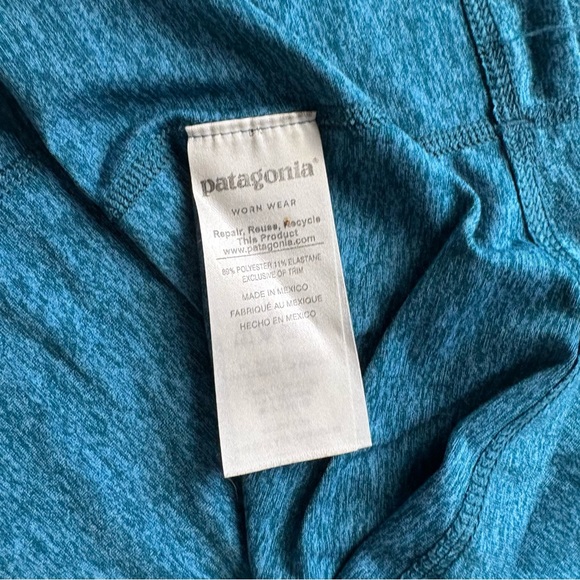 patagonia®
WORN WEAR
Repair, Reuse, Recycle
This Product
www.patagonia.com
89% POLYESTER 11% ELASTANE
EXCLUSIVE OF TRIM
MADE IN MEXICO
FABRIQUÉ AU MEXIQUE
HECHO EN MEXICO